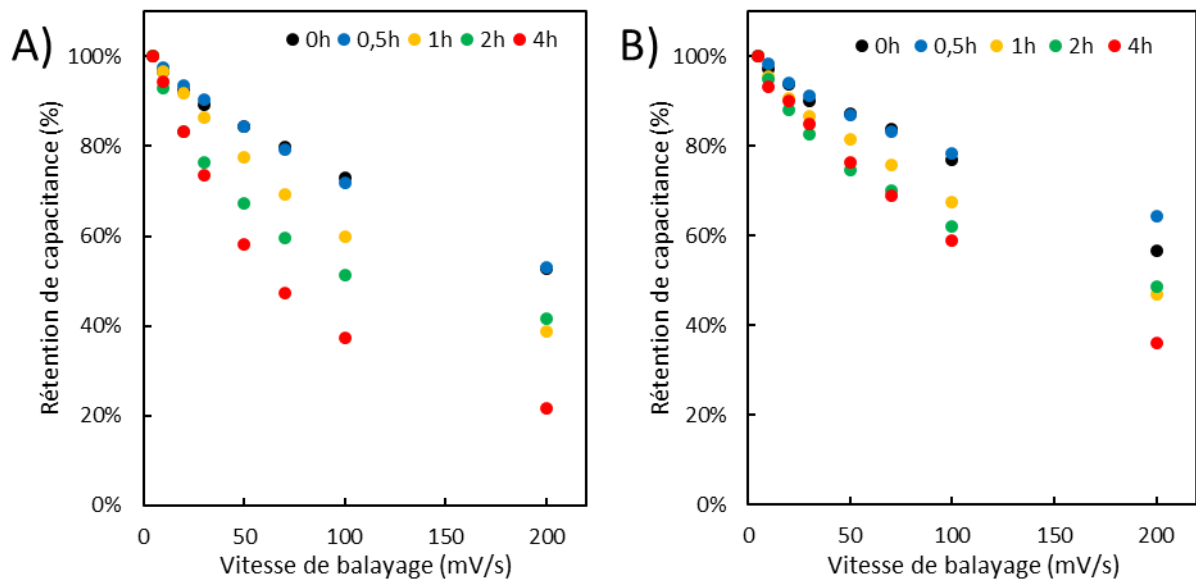 A)
0h 0,5h 1h 2h 4h
100%
80%
60%
40%
20%
0%
Rétention de capacitance (%)
0 50 100 150 200
Vitesse de balayage (mV/s)
B)
0h 0,5h 1h 2h 4h
100%
80%
60%
40%
20%
0%
Rétention de capacitance (%)
0 50 100 150 200
Vitesse de balayage (mV/s)